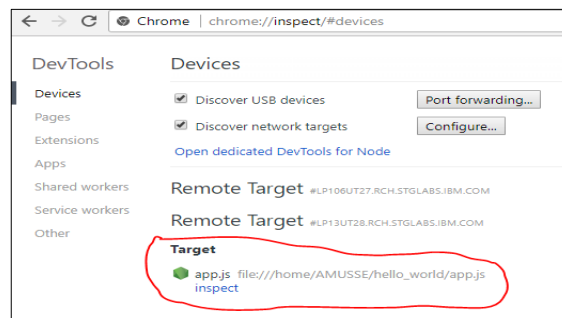 Chrome | chrome://inspect/#devices
DevTools
Devices
Pages
Extensions
Apps
Shared workers
Service workers
Other
Devices
Discover USB devices
Port forwarding...
Discover network targets
Configure...
Open dedicated DevTools for Node
Remote Target #LP106UT27.RCH.STGLABS.IBM.COM
Remote Target #LP13UT28.RCH.STGLABS.IBM.COM
Target
app.js file:///home/AMUSSE/hello_world/app.js
inspect